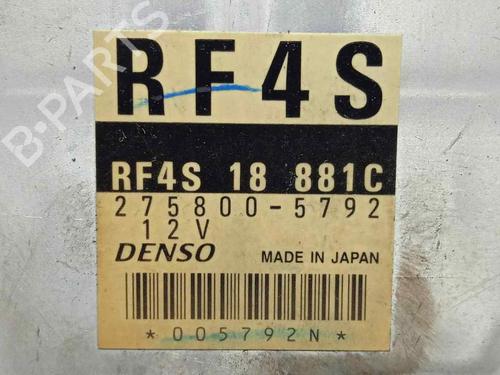 RF4S
RF4S 18 881C
275800-5792
12V
DENSO MADE IN JAPAN
*005792N*
B-PARTS